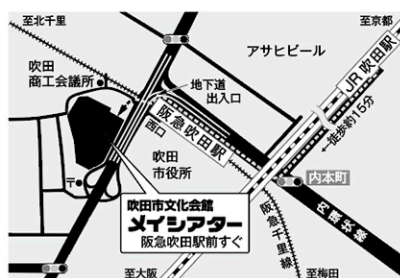 至北千里
至京都
アサヒビール
JR吹田駅
吹田
商工会議所
地下道
出入口
徒歩約15分
阪急吹田駅
西口
吹田
市役所
内本町
吹田市文化会館
メイシアター
阪急吹田駅前すぐ
阪急千里線
内環状線
至大阪
至梅田